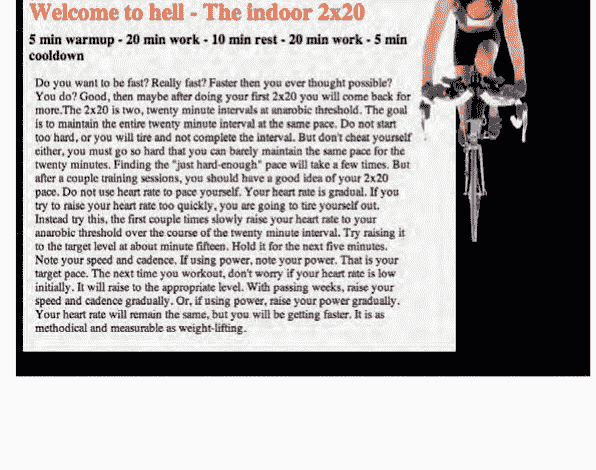 Welcome to hell - The indoor 2x20
5 min warmup - 20 min work - 10 min rest - 20 min work - 5 min
cooldown
Do you want to be fast? Really fast? Faster then you ever thought possible?
You do? Good, then maybe after doing your first 2x20 you will come back for
more.The 2x20 is two, twenty minute intervals at anarobic threshold. The goal
is to maintain the entire twenty minute interval at the same pace. Do not start
too hard, or you will tire and not complete the interval. But don't cheat yourself
either, you must go so hard that you can barely maintain the same pace for the
twenty minutes. Finding the "just hard-enough" pace will take a few times. But
after a couple training sessions, you should have a good idea of your 2x20
pace. Do not use heart rate to pace yourself. Your heart rate is gradual. If you
try to raise your heart rate too quickly, you are going to tire yourself out.
Instead try this, the first couple times slowly raise your heart rate to your
anarobic threshold over the course of the twenty minute interval. Try raising it
to the target level at about minute fifteen. Hold it for the next five minutes.
Note your speed and cadence. If using power, note your power. That is your
target pace. The next time you workout, don't worry if your heart rate is low
initially. It will raise to the appropriate level. With passing weeks, raise your
speed and cadence gradually. Or, if using power, raise your power gradually.
Your heart rate will remain the same, but you will be getting faster. It is as
methodical and measurable as weight-lifting.